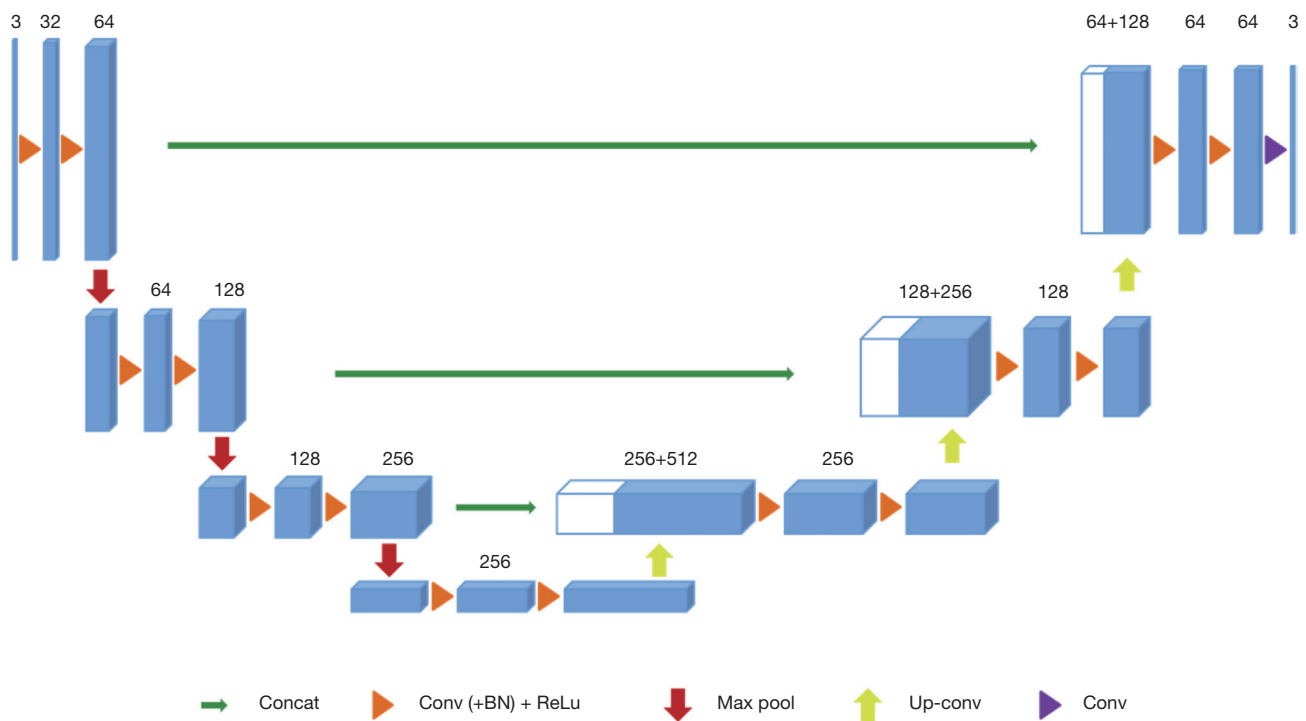 3 32 64 64+128 64 64 3
64 128 128+256 128
128 256 256+512 256
256
Concat Conv (+BN) + ReLu Max pool Up-conv Conv